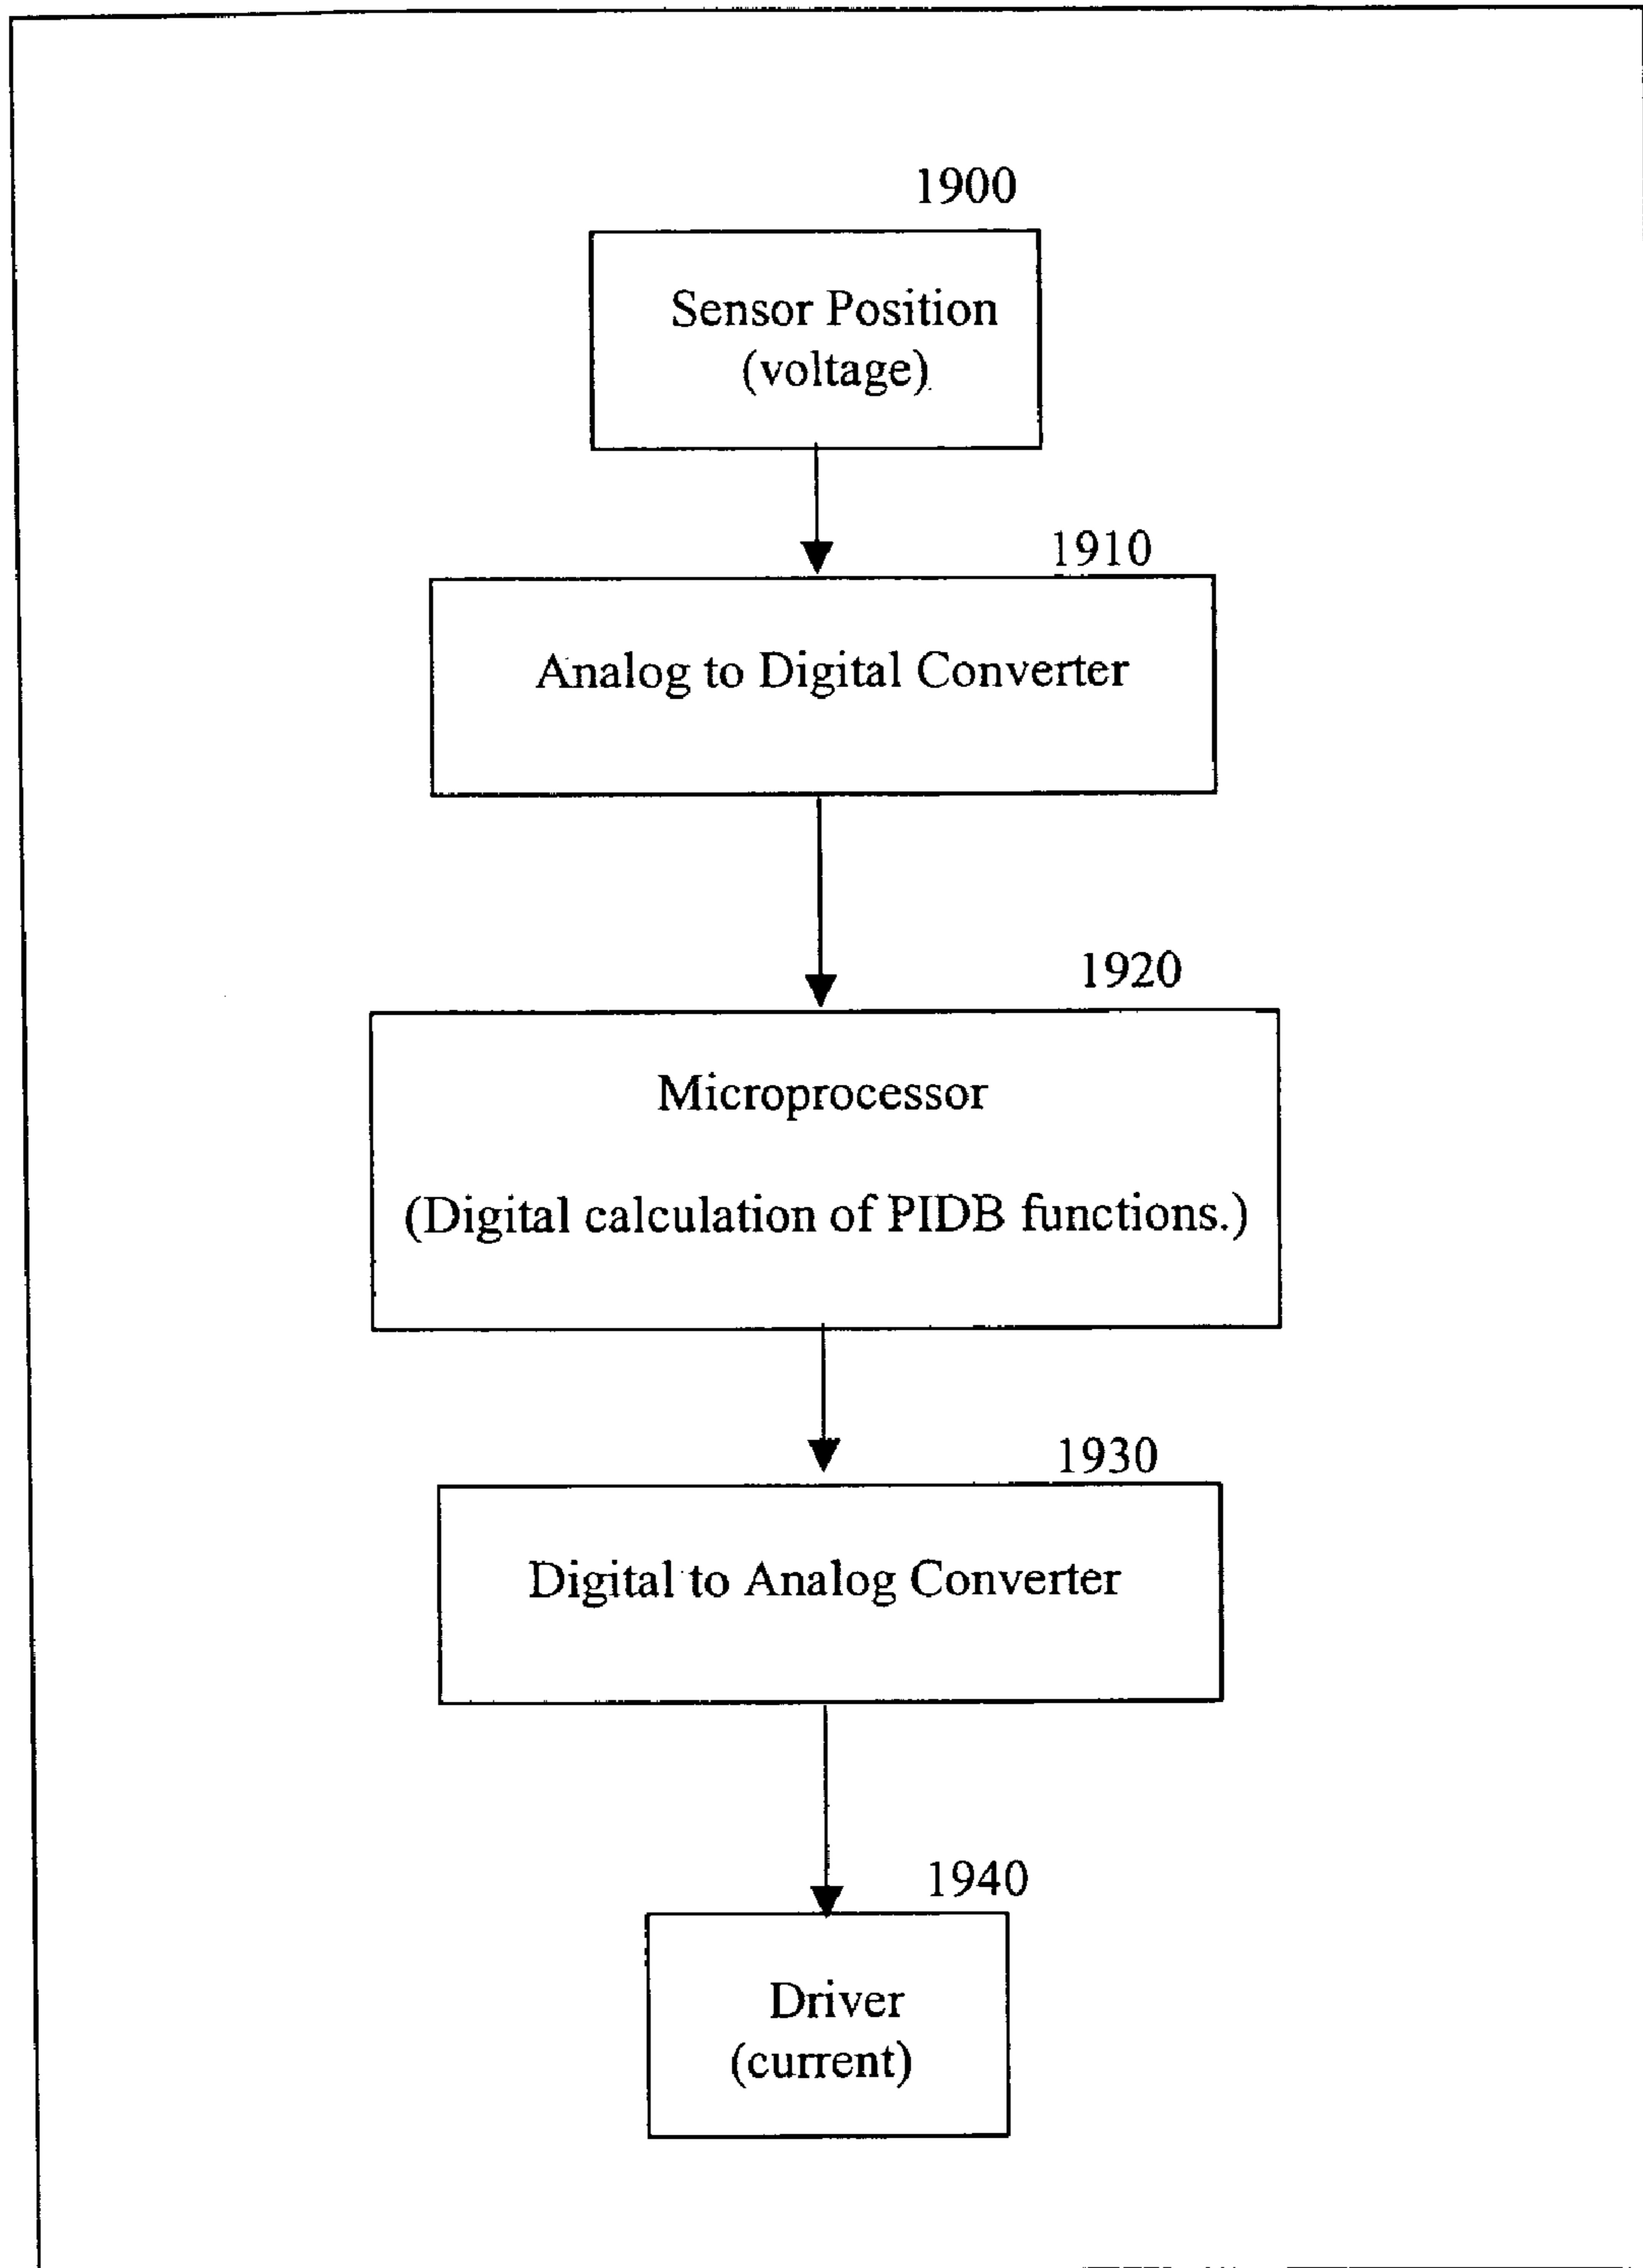 1900
Sensor Position
(voltage)
1910
Analog to Digital Converter
1920
Microprocessor
(Digital calculation of PIDB functions.)
1930
Digital to Analog Converter
1940
Driver
(current)